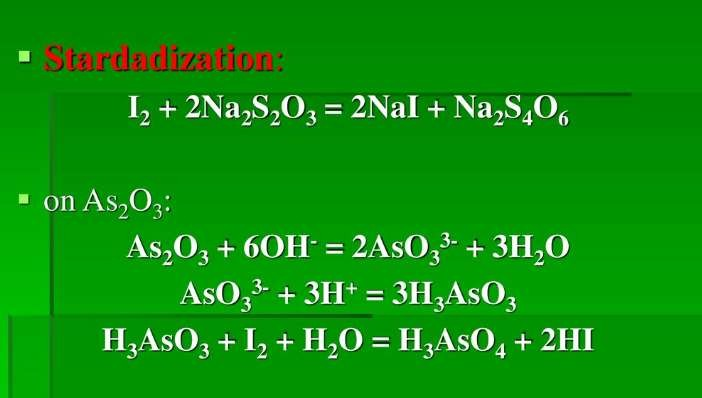 Stardadization:
I₂ + 2Na₂S₂O₃ = 2NaI + Na₂S₄O₆
on As₂O₃:
As₂O₃ + 6OH⁻ = 2AsO₃³⁻ + 3H₂O
AsO₃³⁻ + 3H⁺ = 3H₃AsO₃
H₃AsO₃ + I₂ + H₂O = H₃AsO₄ + 2HI